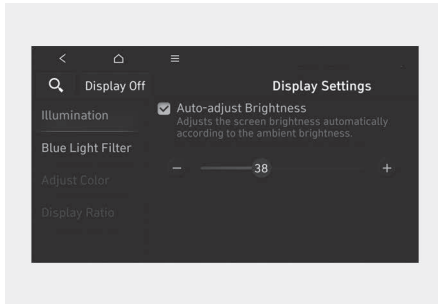 Display Off
Display Settings
Illumination
Blue Light Filter
Adjust Color
Display Ratio
Auto-adjust Brightness
Adjusts the screen brightness automatically
according to the ambient brightness.
− 38 +